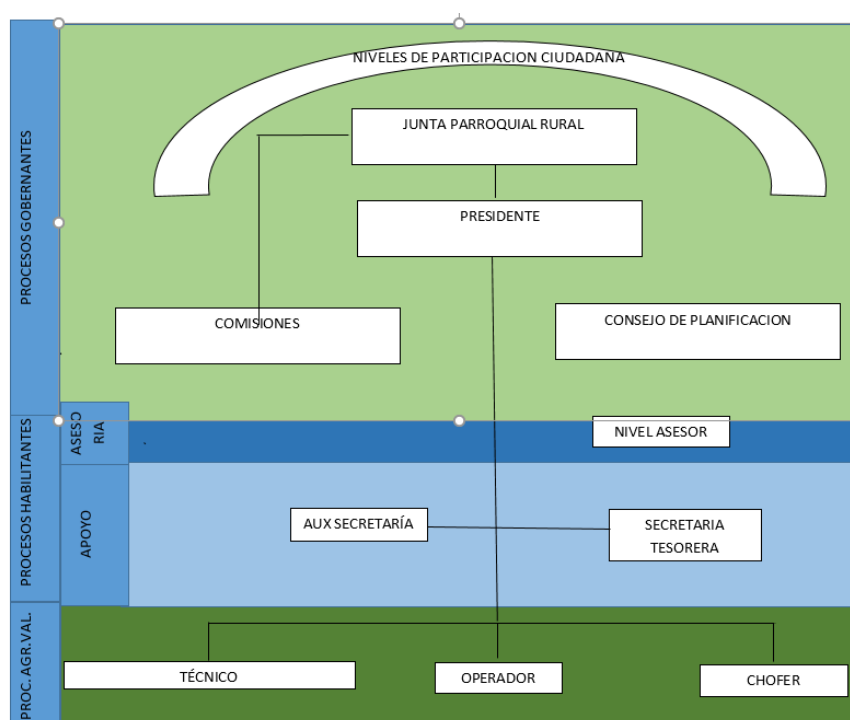 NIVELES DE PARTICIPACION CIUDADANA
JUNTA PARROQUIAL RURAL
PRESIDENTE
COMISIONES
CONSEJO DE PLANIFICACION
PROCESOS GOBERNANTES
NIVEL ASESOR
ASESO
RIA
PROCESOS HABILITANTES
APOYO
AUX SECRETARÍA
SECRETARIA
TESORERA
PROC. AGR.VAL.
TÉCNICO
OPERADOR
CHOFER